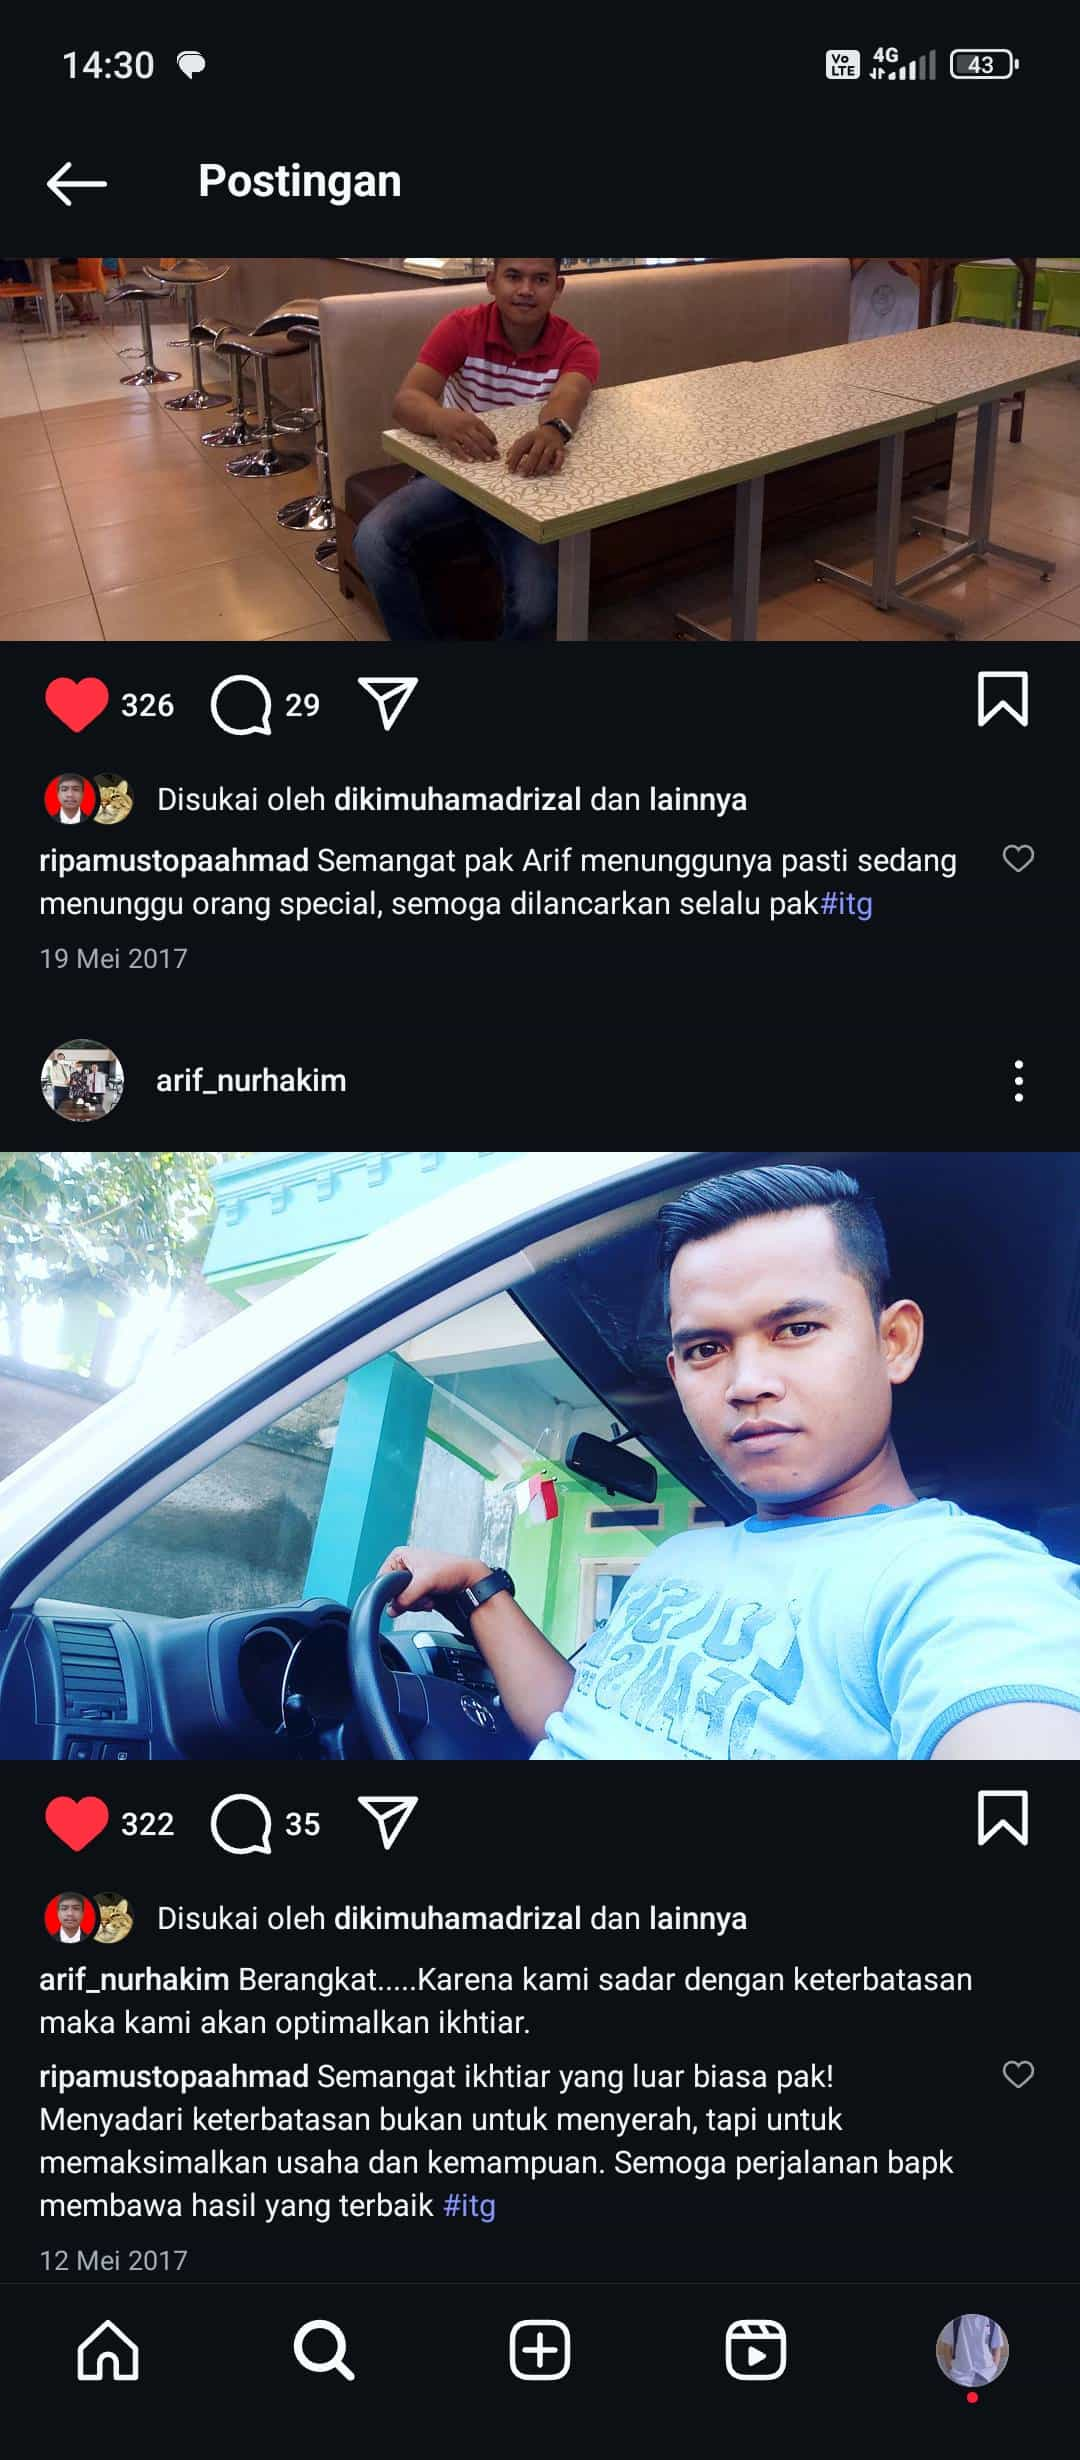 14:30
Vo LTE 4G 43
Postingan
326 29
Disukai oleh dikimuhamadrizal dan lainnya
ripamustopaahmad Semangat pak Arif menunggunya pasti sedang
menunggu orang special, semoga dilancarkan selalu pak#itg
19 Mei 2017
arif_nurhakim
322 35
Disukai oleh dikimuhamadrizal dan lainnya
arif_nurhakim Berangkat.....Karena kami sadar dengan keterbatasan
maka kami akan optimalkan ikhtiar.
ripamustopaahmad Semangat ikhtiar yang luar biasa pak!
Menyadari keterbatasan bukan untuk menyerah, tapi untuk
memaksimalkan usaha dan kemampuan. Semoga perjalanan bapk
membawa hasil yang terbaik #itg
12 Mei 2017